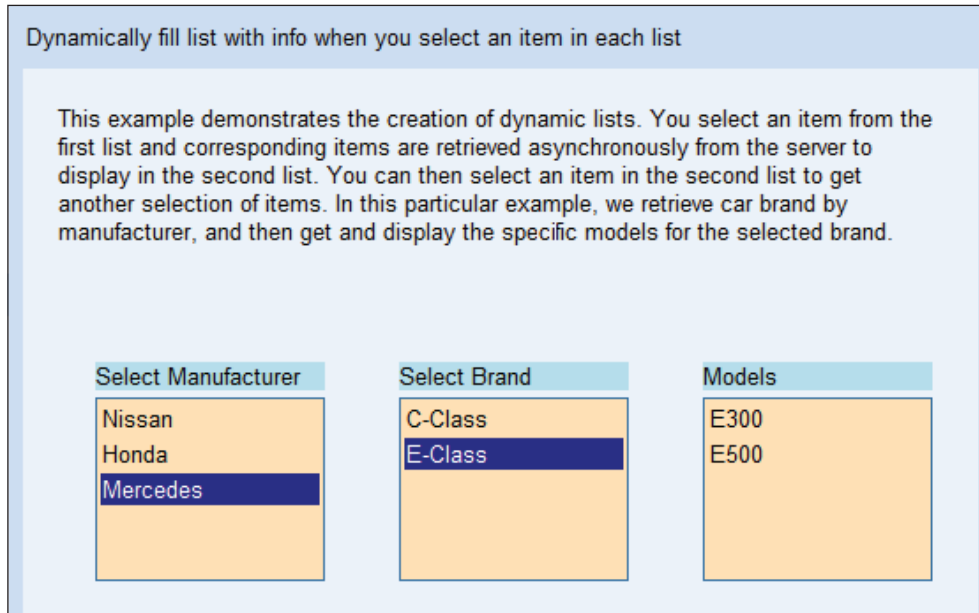 Dynamically fill list with info when you select an item in each list
This example demonstrates the creation of dynamic lists. You select an item from the
first list and corresponding items are retrieved asynchronously from the server to
display in the second list. You can then select an item in the second list to get
another selection of items. In this particular example, we retrieve car brand by
manufacturer, and then get and display the specific models for the selected brand.
Select Manufacturer
Nissan
Honda
Mercedes
Select Brand
C-Class
E-Class
Models
E300
E500